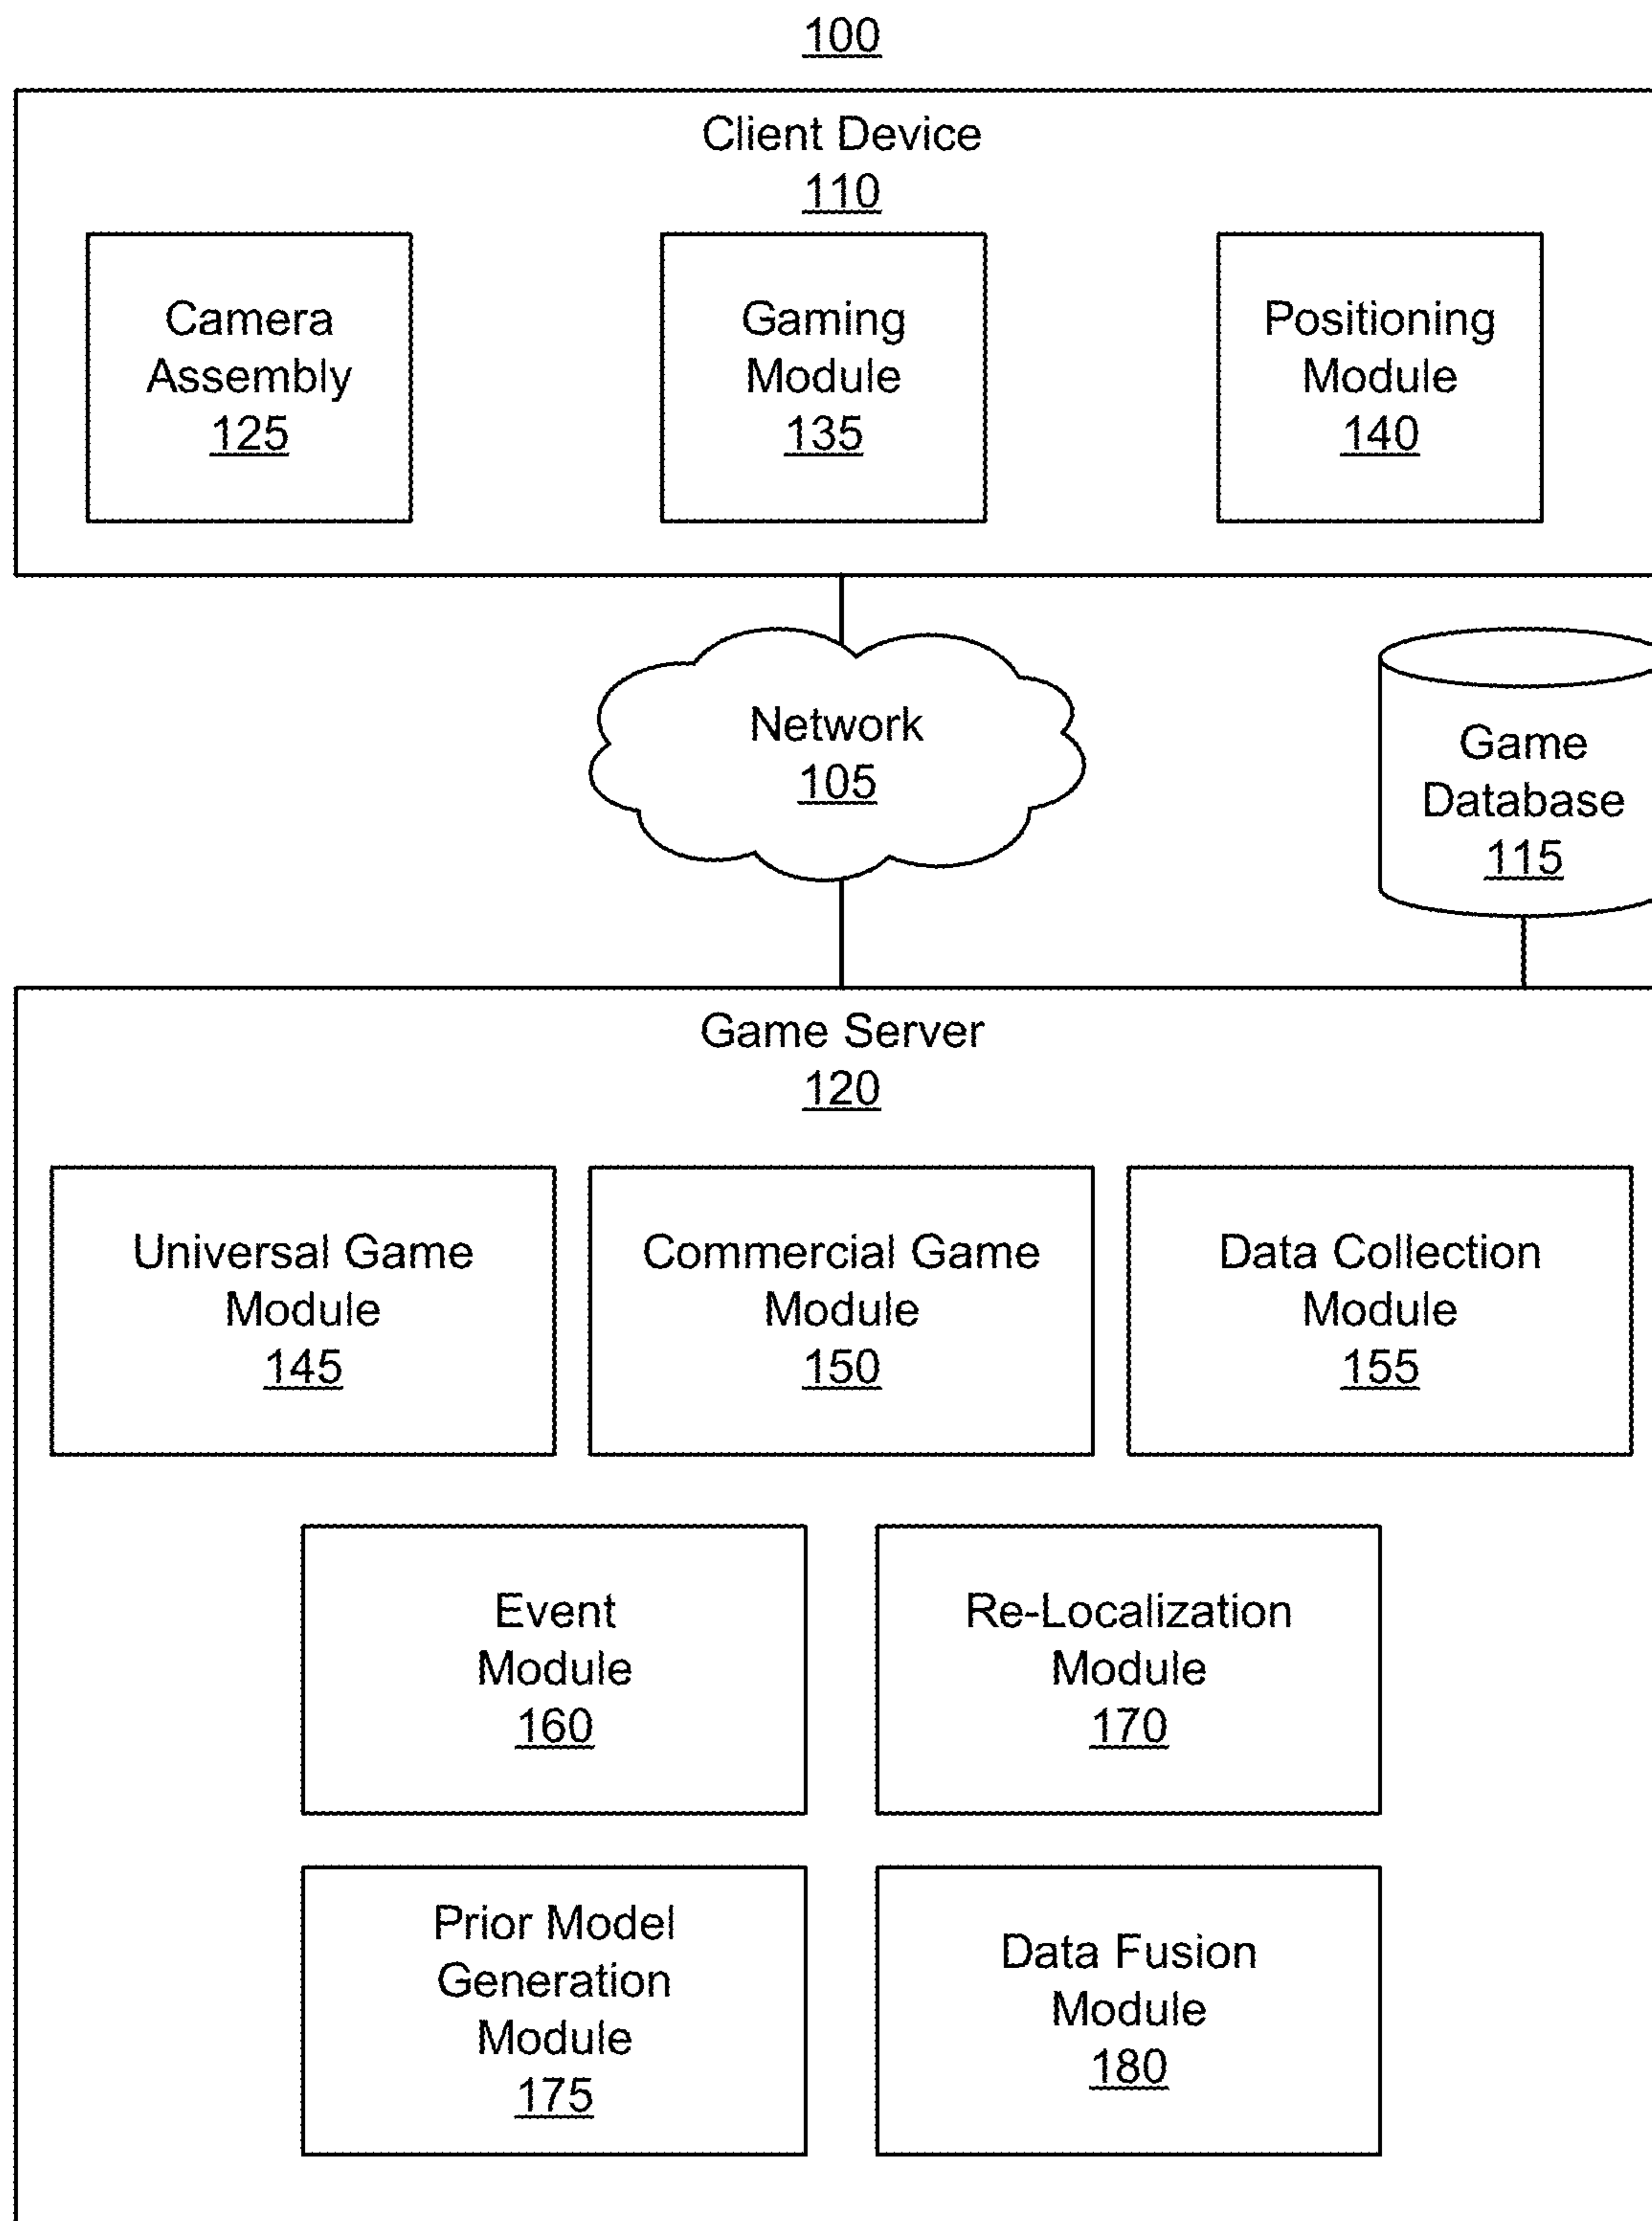 100
Client Device
110
Camera
Assembly
125
Gaming
Module
135
Positioning
Module
140
Network
105
Game
Database
115
Game Server
120
Universal Game
Module
145
Commercial Game
Module
150
Data Collection
Module
155
Event
Module
160
Re-Localization
Module
170
Prior Model
Generation
Module
175
Data Fusion
Module
180